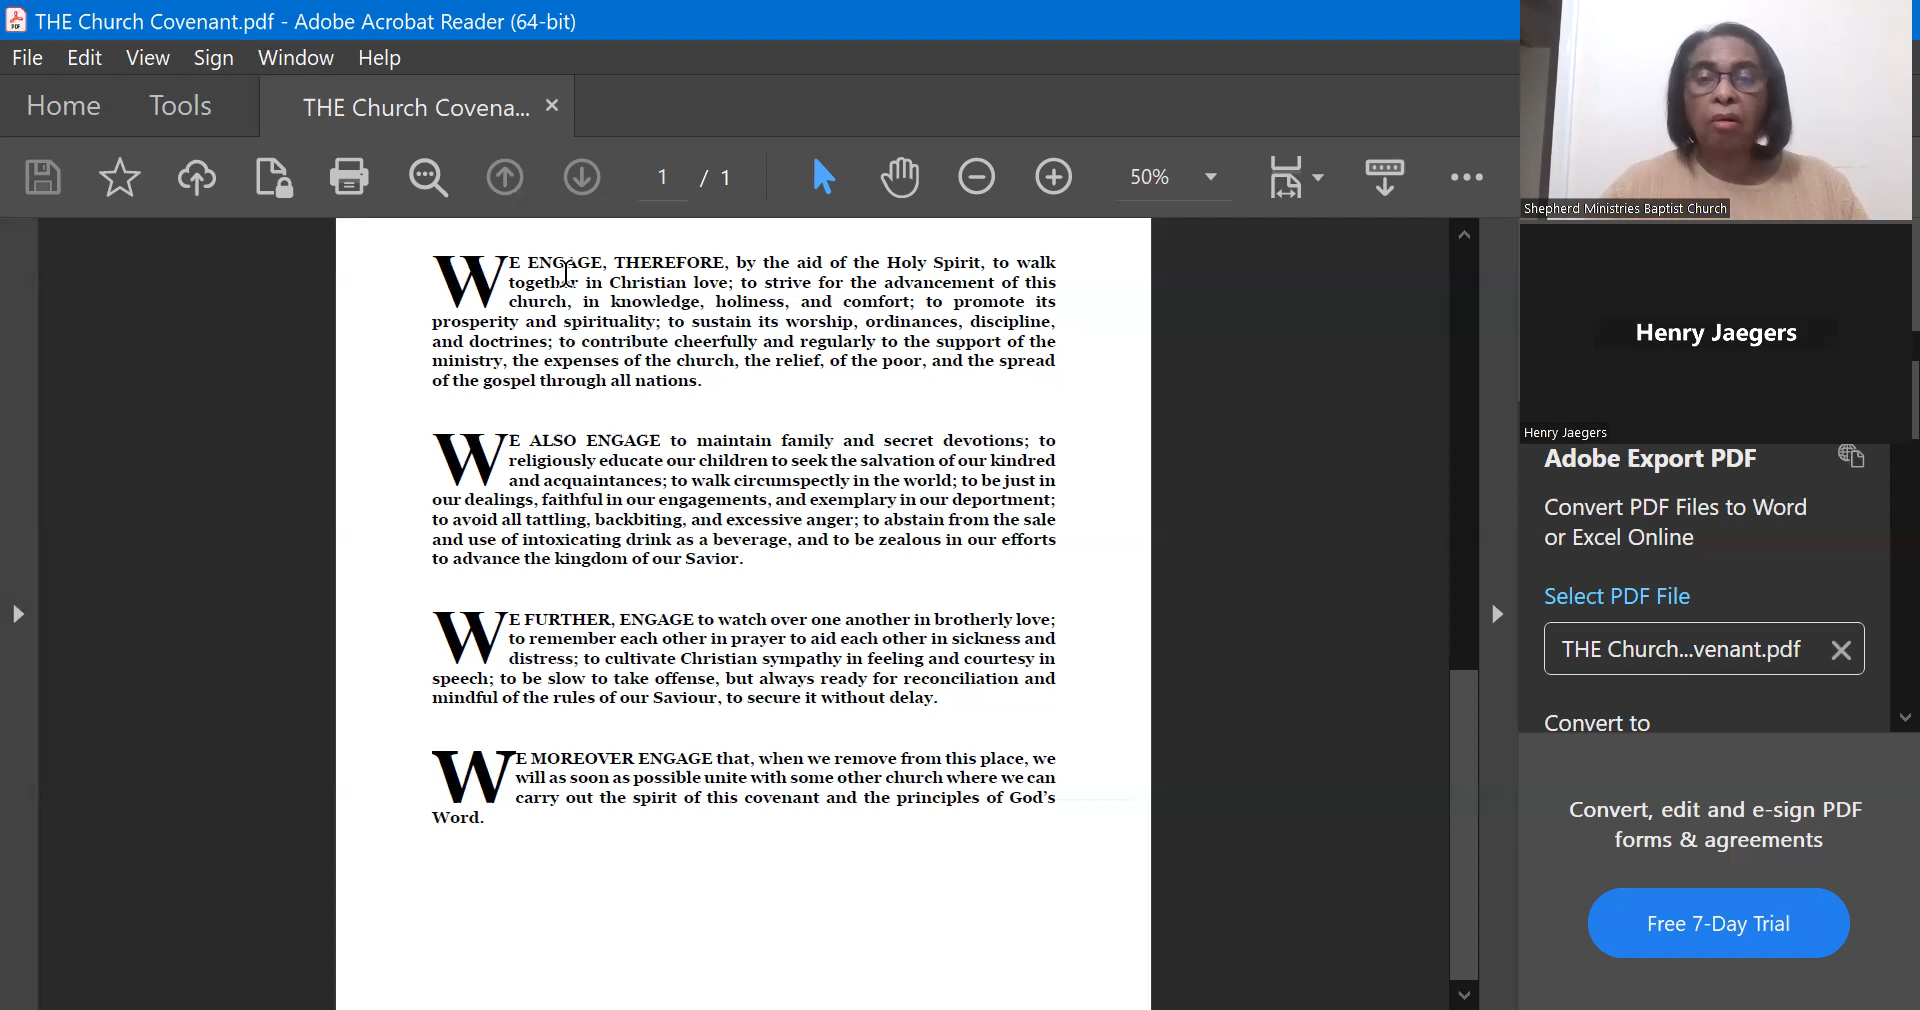 THE Church Covenant.pdf - Adobe Acrobat Reader (64-bit)
File Edit View Sign Window Help
Home Tools THE Church Covena... ×
1 / 1 50%
WE ENGAGE, THEREFORE, by the aid of the Holy Spirit, to walk
together in Christian love; to strive for the advancement of this
church, in knowledge, holiness, and comfort; to promote its
prosperity and spirituality; to sustain its worship, ordinances, discipline,
and doctrines; to contribute cheerfully and regularly to the support of the
ministry, the expenses of the church, the relief, of the poor, and the spread
of the gospel through all nations.
WE ALSO ENGAGE to maintain family and secret devotions; to
religiously educate our children to seek the salvation of our kindred
and acquaintances; to walk circumspectly in the world; to be just in
our dealings, faithful in our engagements, and exemplary in our deportment;
to avoid all tattling, backbiting, and excessive anger; to abstain from the sale
and use of intoxicating drink as a beverage, and to be zealous in our efforts
to advance the kingdom of our Savior.
WE FURTHER, ENGAGE to watch over one another in brotherly love;
to remember each other in prayer to aid each other in sickness and
distress; to cultivate Christian sympathy in feeling and courtesy in
speech; to be slow to take offense, but always ready for reconciliation and
mindful of the rules of our Saviour, to secure it without delay.
WE MOREOVER ENGAGE that, when we remove from this place, we
will as soon as possible unite with some other church where we can
carry out the spirit of this covenant and the principles of God’s
Word.
Shepherd Ministries Baptist Church
Henry Jaegers
Henry Jaegers
Adobe Export PDF
Convert PDF Files to Word
or Excel Online
Select PDF File
THE Church...venant.pdf
Convert to
Convert, edit and e-sign PDF
forms & agreements
Free 7-Day Trial